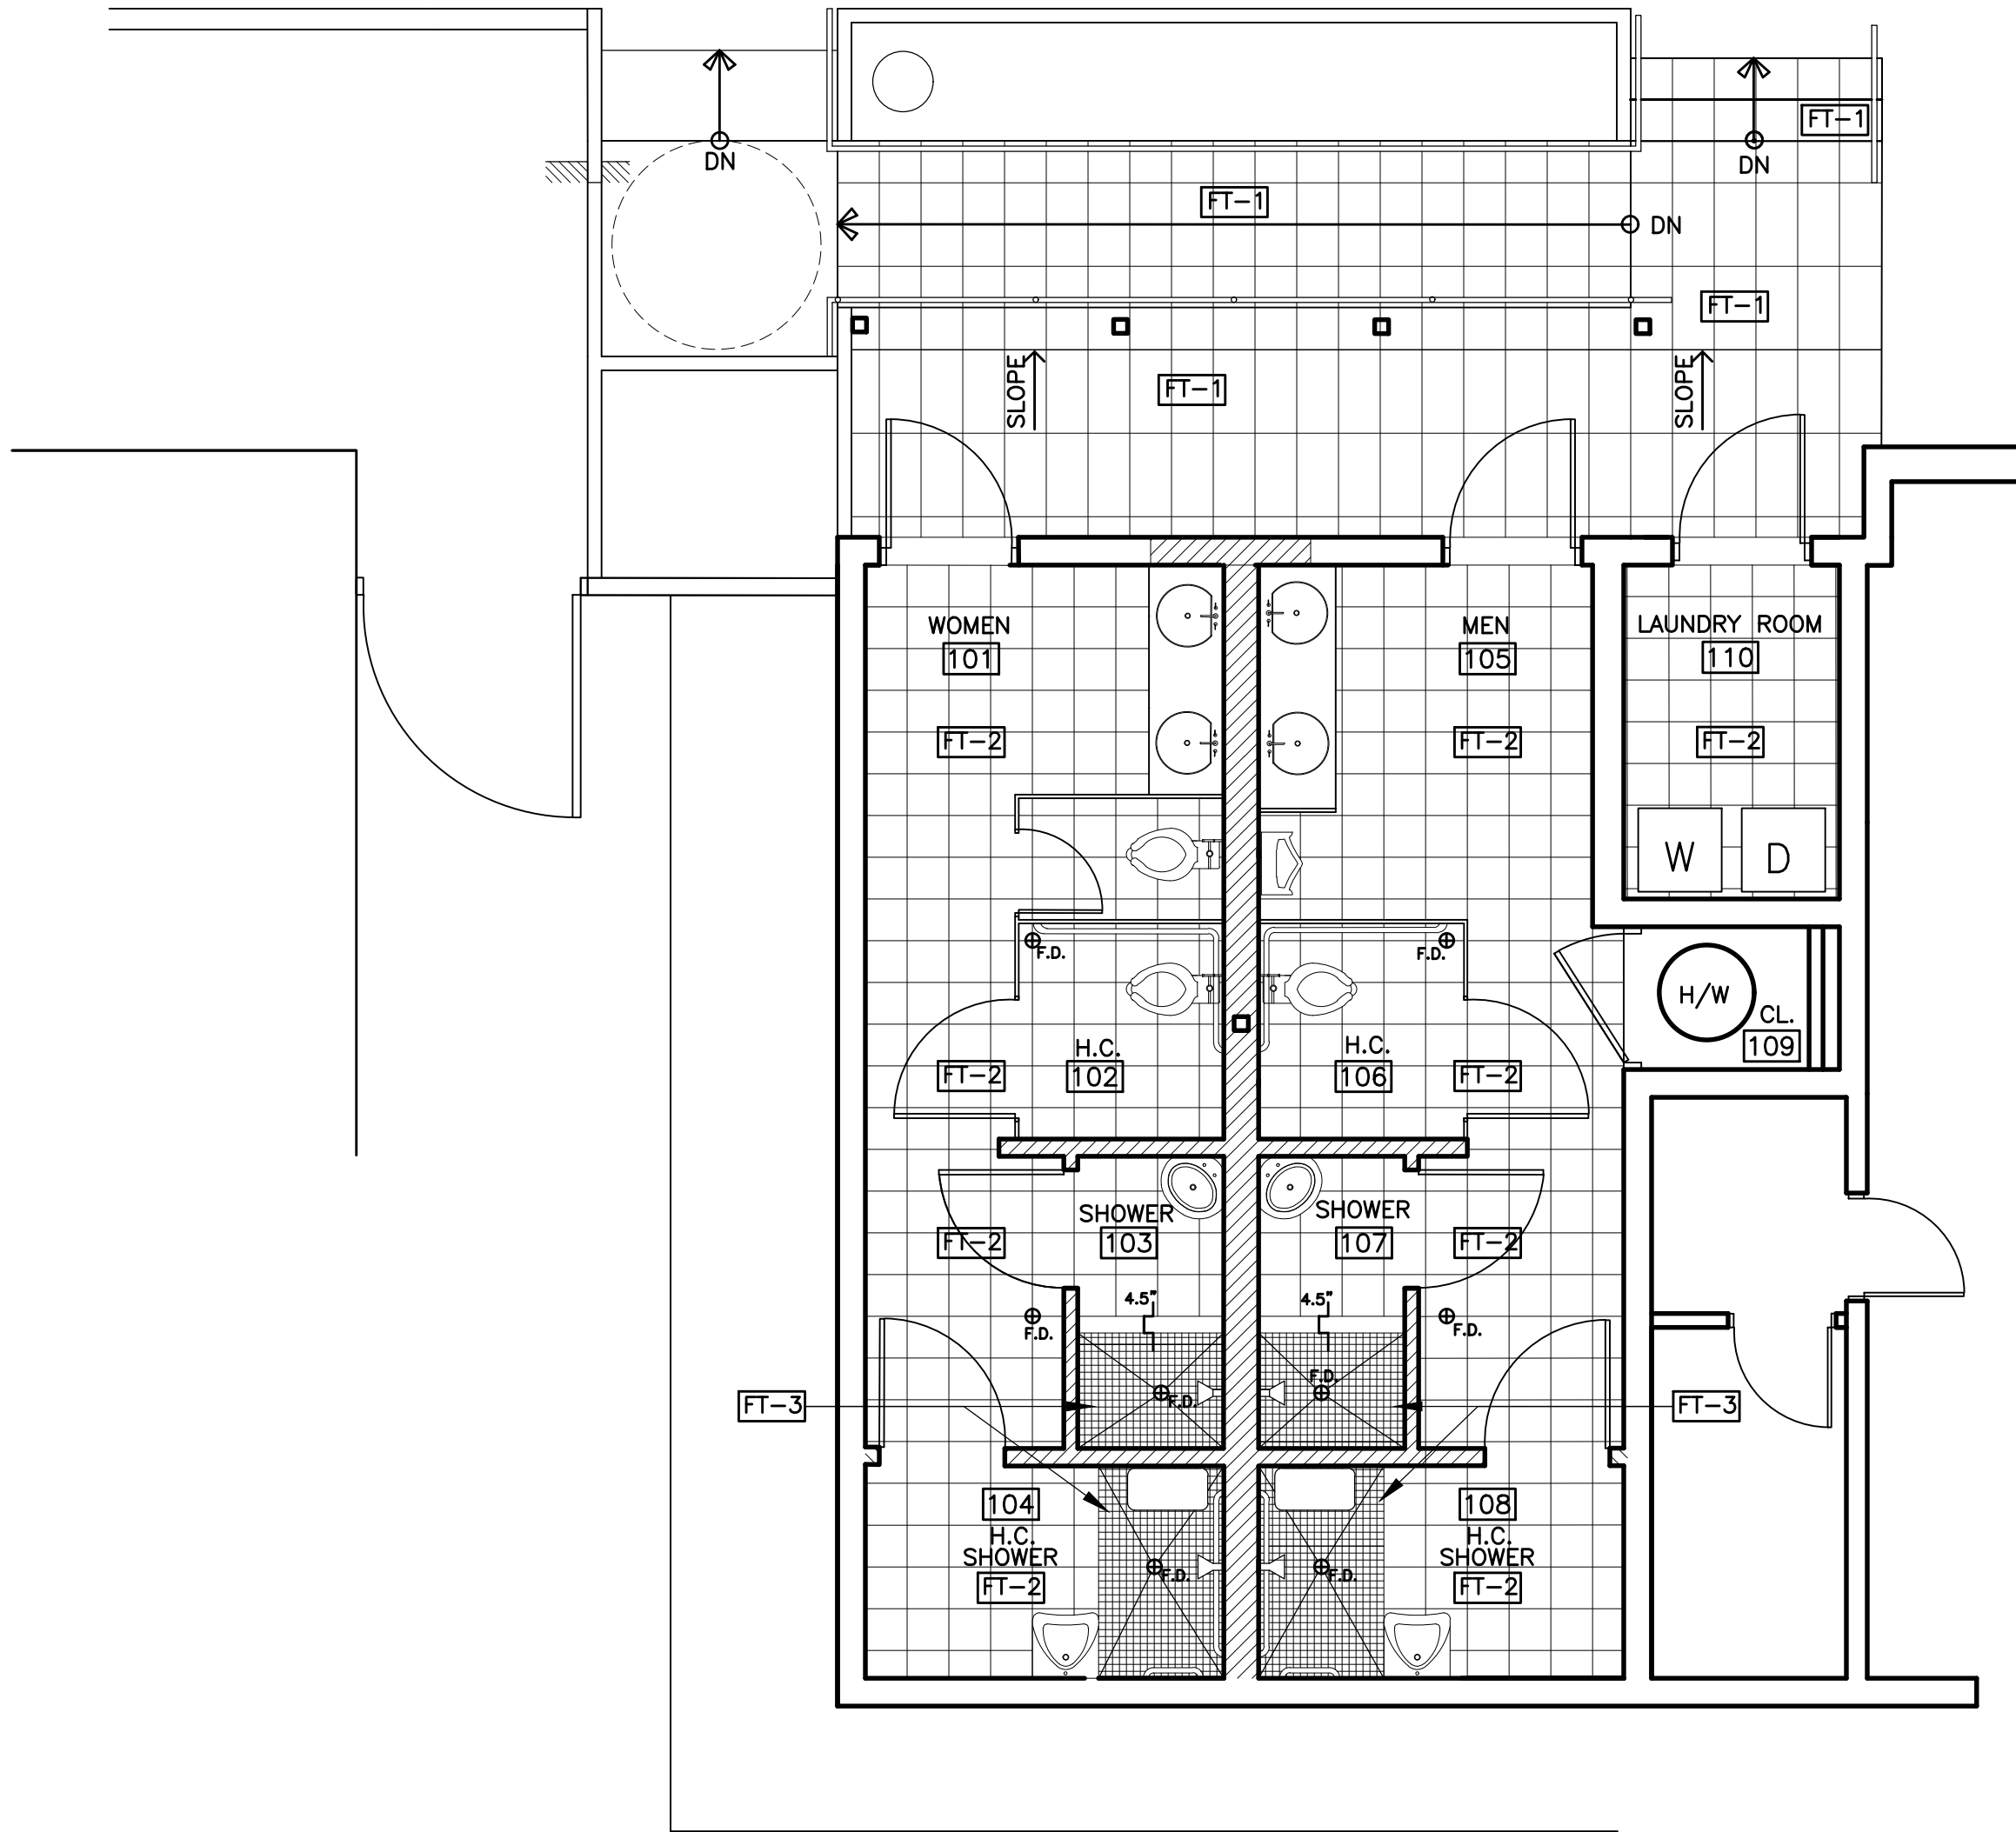 FT-1
DN
DN
FT-1
DN
FT-1
SLOPE
FT-1
SLOPE
WOMEN
101
MEN
105
LAUNDRY ROOM
110
FT-2
FT-2
FT-2
W
D
F.D.
F.D.
H/W
CL.
109
H.C.
102
H.C.
106
FT-2
FT-2
SHOWER
103
SHOWER
107
FT-2
FT-2
4.5"
4.5"
F.D.
F.D.
F.D.
F.D.
FT-3
FT-3
104
H.C.
SHOWER
FT-2
108
H.C.
SHOWER
FT-2
F.D.
F.D.